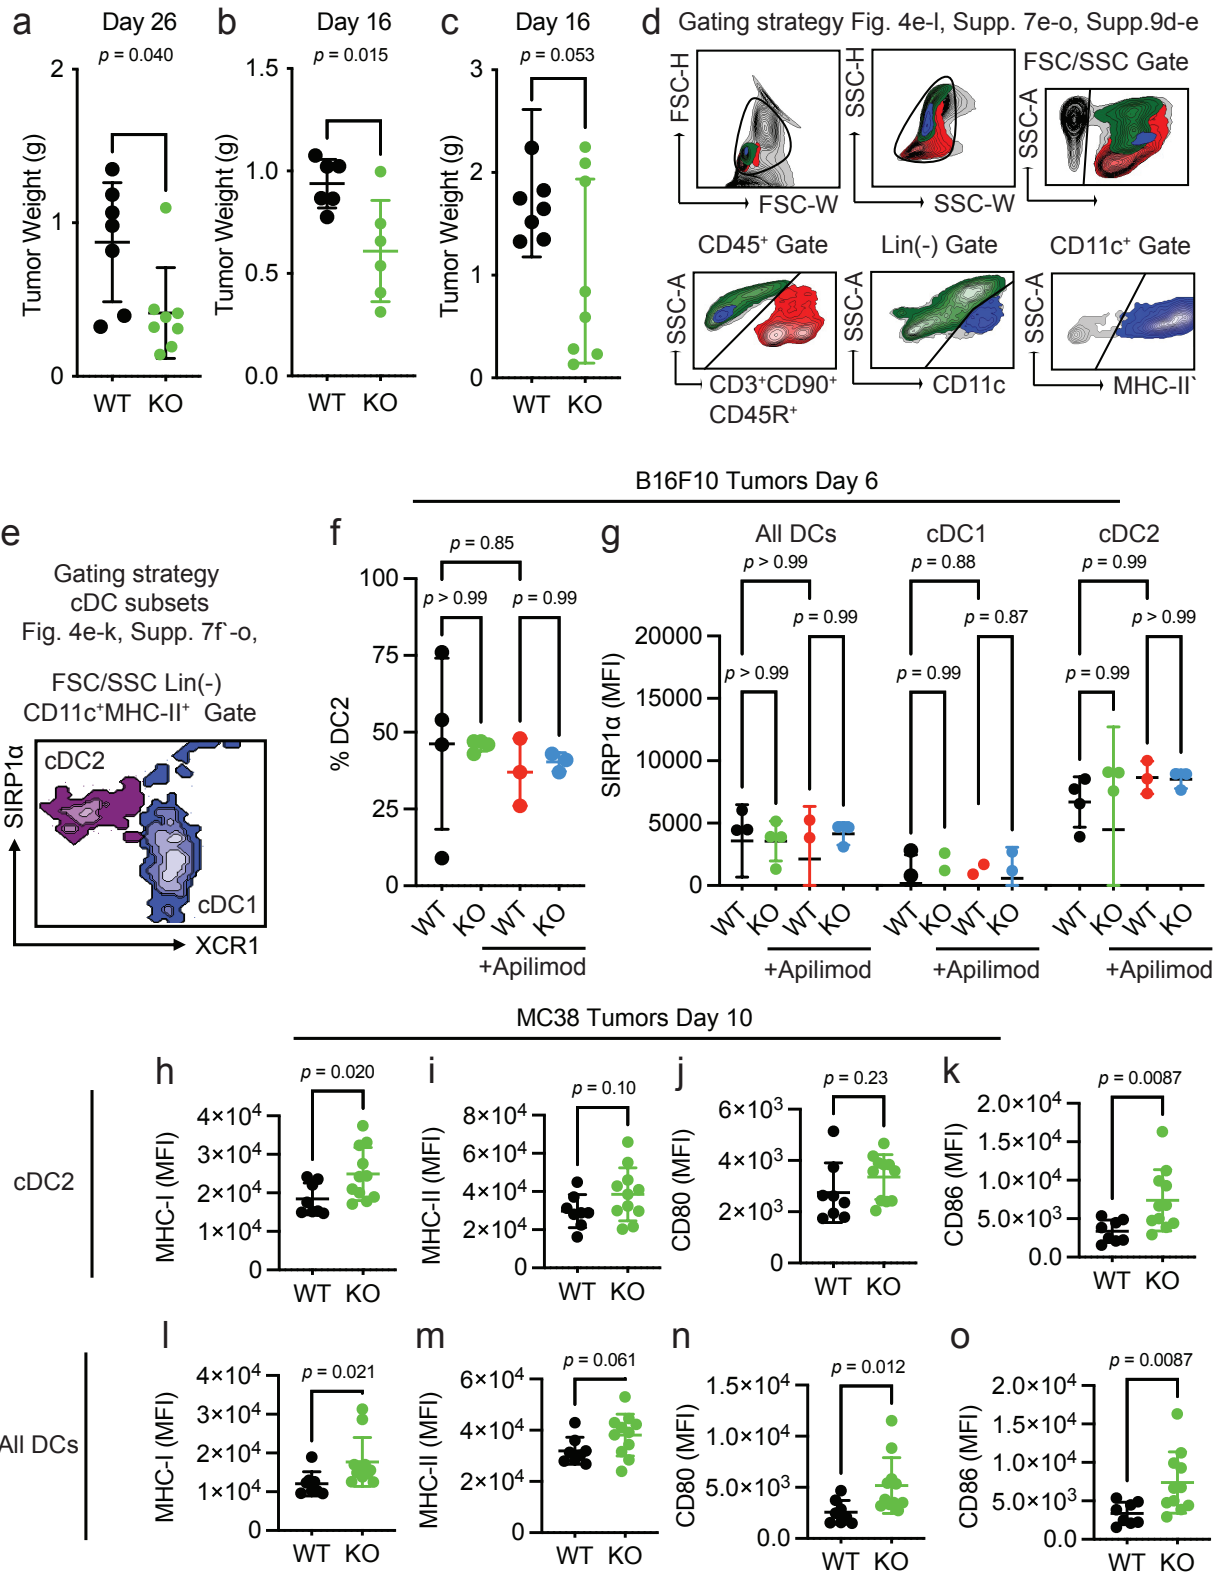 a
Day 26
p = 0.040
Tumor Weight (g)
2
1
0
WT
KO
b
Day 16
p = 0.015
Tumor Weight (g)
1.5
1.0
0.5
0.0
WT
KO
c
Day 16
p = 0.053
Tumor Weight (g)
3
2
1
0
WT
KO
d
Gating strategy Fig. 4e-l, Supp. 7e-o, Supp.9d-e
FSC-H
FSC-W
SSC-H
SSC-W
FSC/SSC Gate
SSC-A
CD45⁺ Gate
SSC-A
CD3⁺CD90⁺
CD45R⁺
Lin(-) Gate
SSC-A
CD11c
CD11c⁺ Gate
SSC-A
MHC-II`
B16F10 Tumors Day 6
e
Gating strategy
cDC subsets
Fig. 4e-k, Supp. 7f`-o,
FSC/SSC Lin(-)
CD11c⁺MHC-II⁺ Gate
SIRP1α
cDC2
cDC1
XCR1
f
p = 0.85
p > 0.99
p = 0.99
% DC2
100
75
50
25
0
WT
KO
WT
KO
+Apilimod
g
All DCs
cDC1
cDC2
p > 0.99
p = 0.88
p = 0.99
p = 0.99
p = 0.87
p > 0.99
p > 0.99
p = 0.99
p = 0.99
SIRP1α (MFI)
20000
15000
10000
5000
0
WT
KO
WT
KO
WT
KO
WT
KO
WT
KO
WT
KO
+Apilimod
+Apilimod
+Apilimod
MC38 Tumors Day 10
cDC2
h
p = 0.020
MHC-I (MFI)
4×10⁴
3×10⁴
2×10⁴
1×10⁴
0
WT
KO
i
p = 0.10
MHC-II (MFI)
8×10⁴
6×10⁴
4×10⁴
2×10⁴
0
WT
KO
j
p = 0.23
CD80 (MFI)
6×10³
4×10³
2×10³
0
WT
KO
k
p = 0.0087
CD86 (MFI)
2.0×10⁴
1.5×10⁴
1.0×10⁴
5.0×10³
0.0
WT
KO
All DCs
l
p = 0.021
MHC-I (MFI)
4×10⁴
3×10⁴
2×10⁴
1×10⁴
0
WT
KO
m
p = 0.061
MHC-II (MFI)
6×10⁴
4×10⁴
2×10⁴
0
WT
KO
n
p = 0.012
CD80 (MFI)
1.5×10⁴
1.0×10⁴
5.0×10³
0.0
WT
KO
o
p = 0.0087
CD86 (MFI)
2.0×10⁴
1.5×10⁴
1.0×10⁴
5.0×10³
0
WT
KO